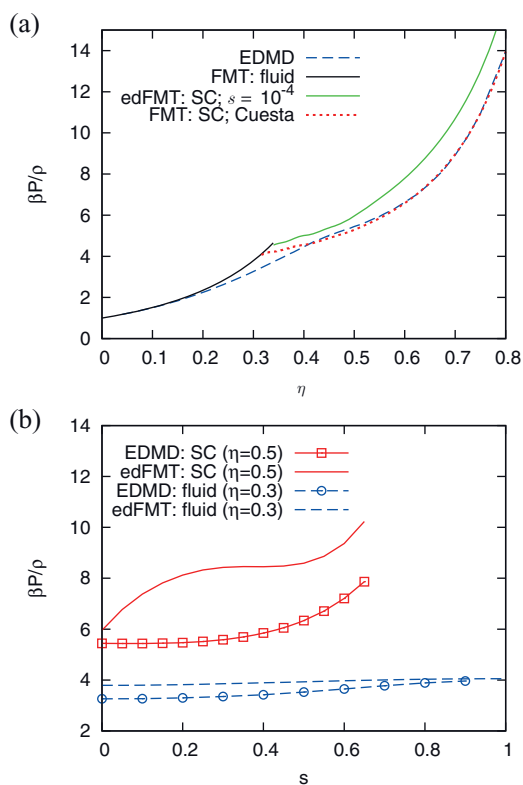 (a)
14
12
10
8
6
4
2
0
βP/ρ
EDMD
FMT: fluid
edFMT: SC; s = 10^-4
FMT: SC; Cuesta
0 0.1 0.2 0.3 0.4 0.5 0.6 0.7 0.8
η
(b)
14
12
10
8
6
4
2
βP/ρ
EDMD: SC (η=0.5)
edFMT: SC (η=0.5)
EDMD: fluid (η=0.3)
edFMT: fluid (η=0.3)
0 0.2 0.4 0.6 0.8 1
s